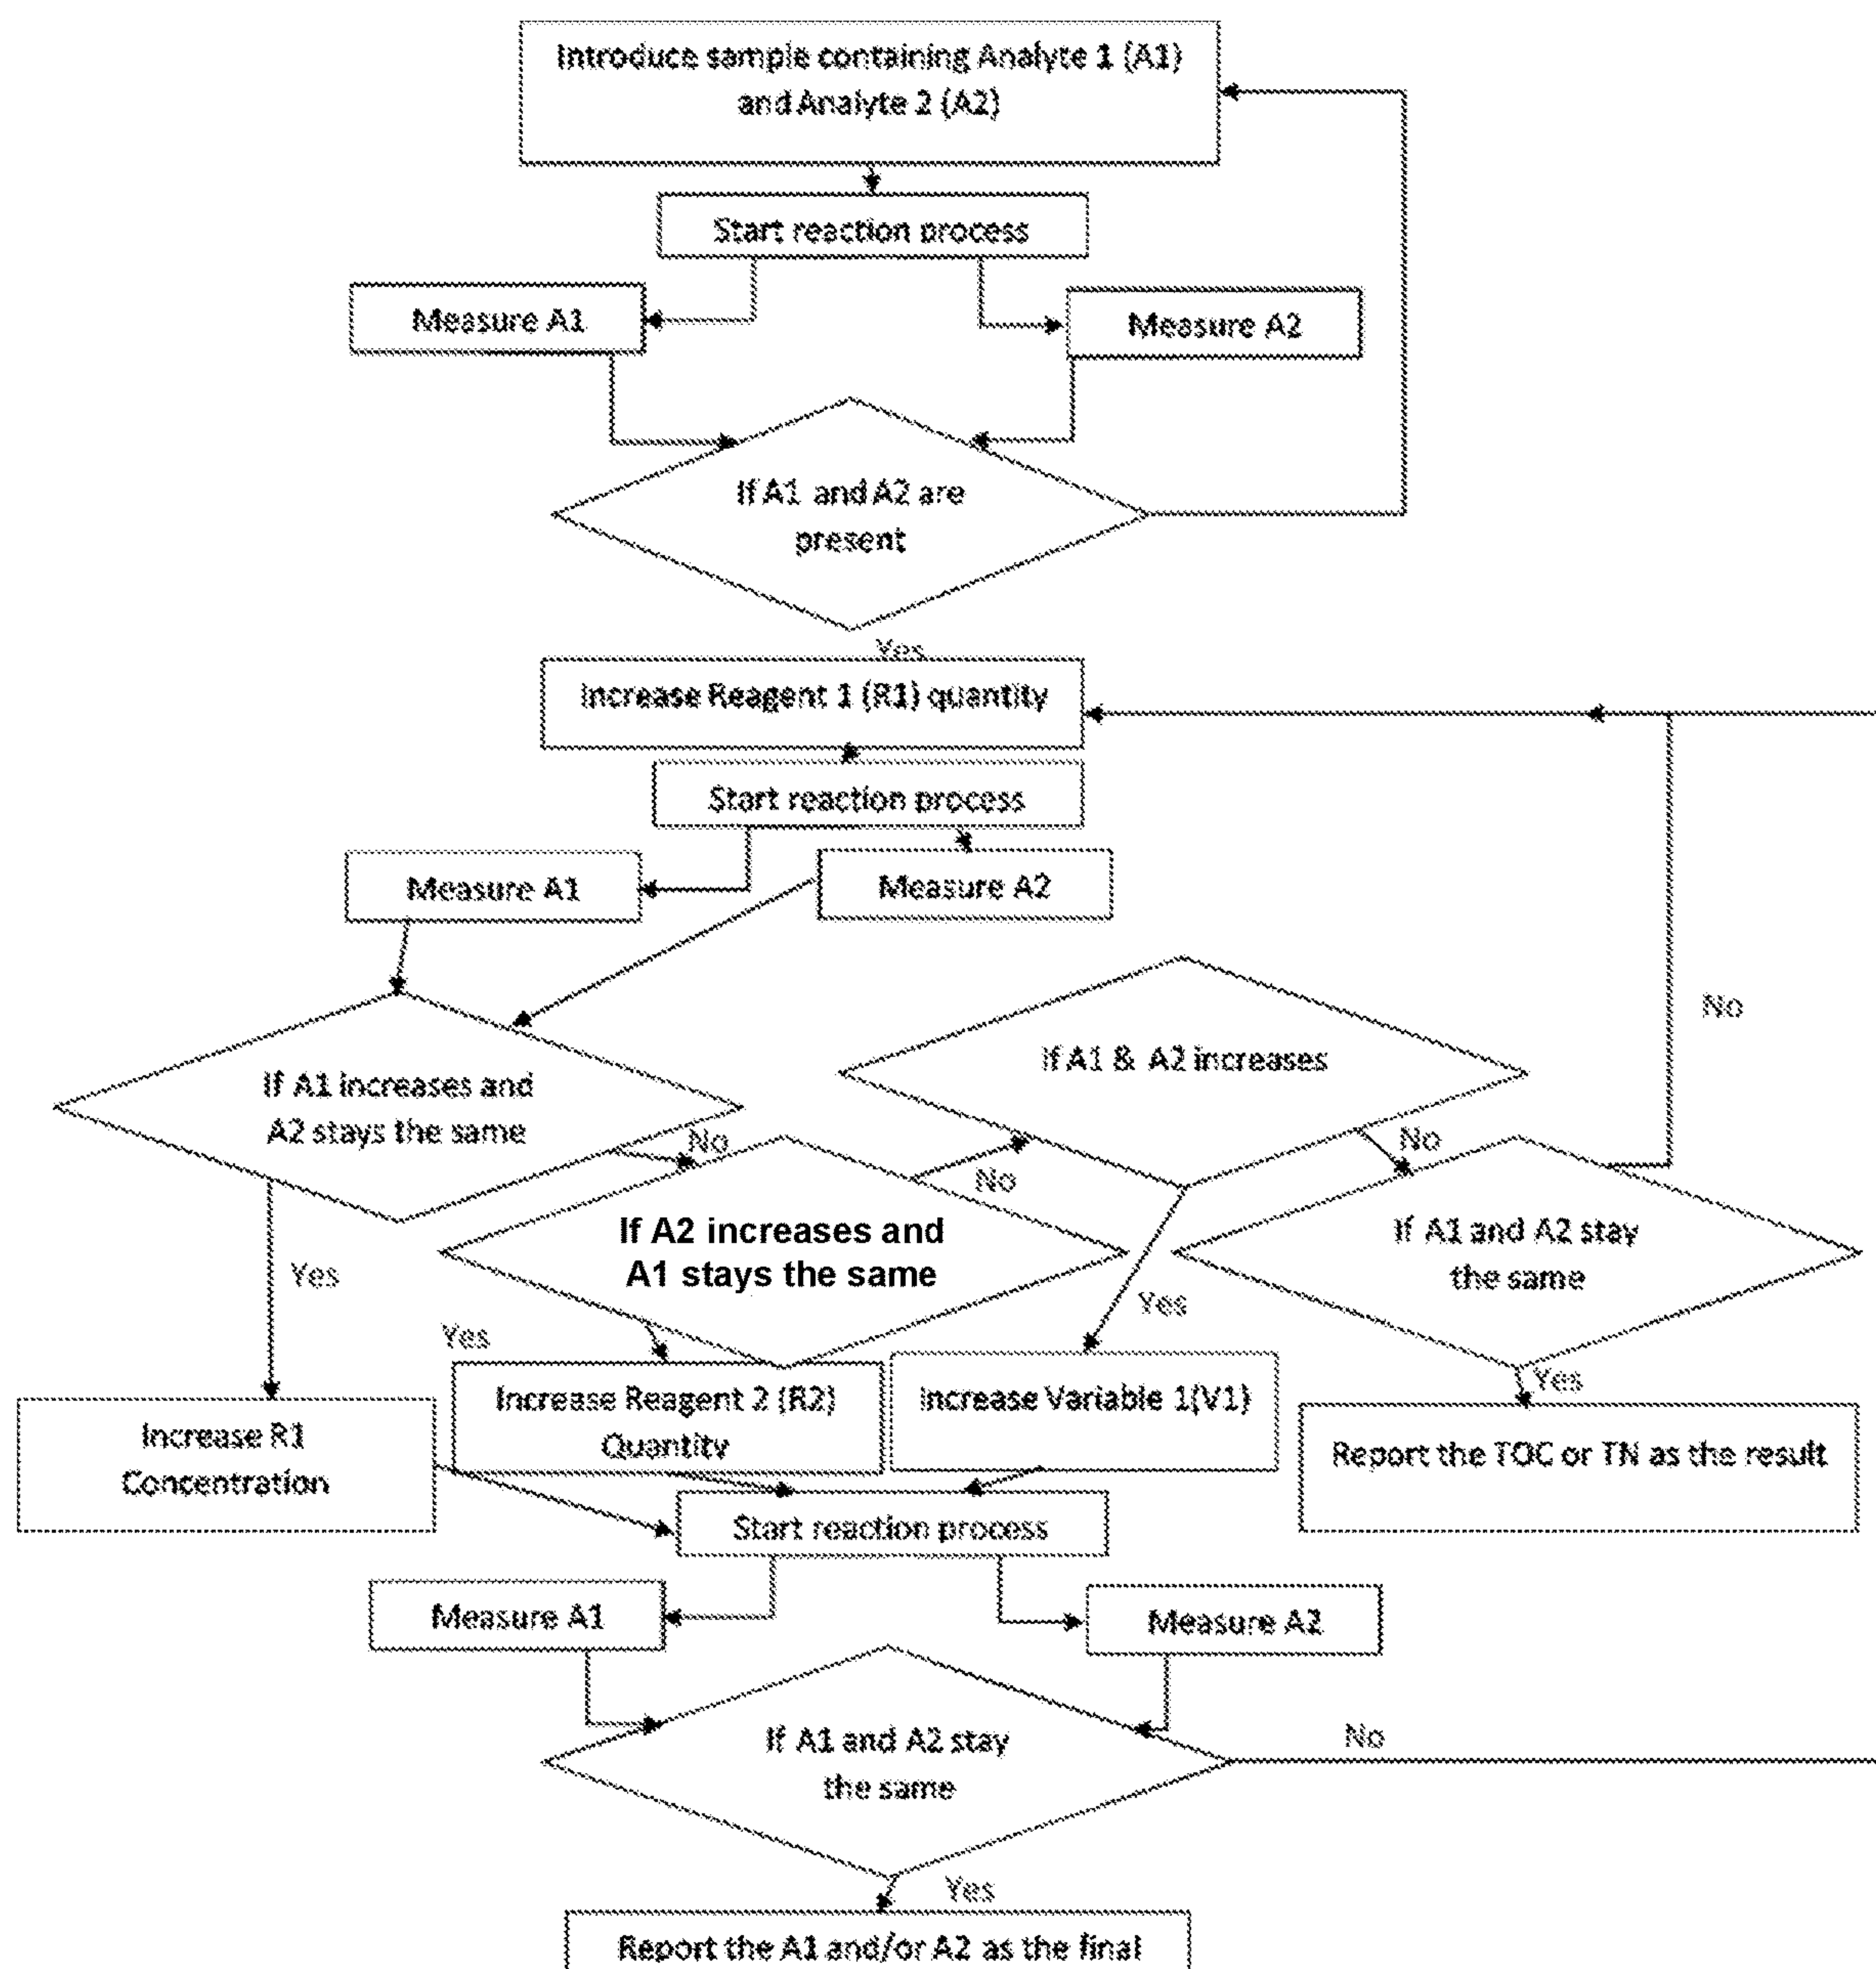 Introduce sample containing Analyte 1 (A1)
and Analyte 2 (A2)
Start reaction process
Measure A1
Measure A2
If A1 and A2 are
present
Yes
Increase Reagent 1 (R1) quantity
Start reaction process
Measure A1
Measure A2
No
If A1 & A2 increases
If A1 increases and
A2 stays the same
No
No
No
If A2 increases and
A1 stays the same
If A1 and A2 stay
the same
Yes
Yes
Yes
Yes
Increase R1
Concentration
Increase Reagent 2 (R2)
Quantity
Increase Variable 1(V1)
Report the TOC or TN as the result
Start reaction process
Measure A1
Measure A2
If A1 and A2 stay
the same
No
Yes
Report the A1 and/or A2 as the final